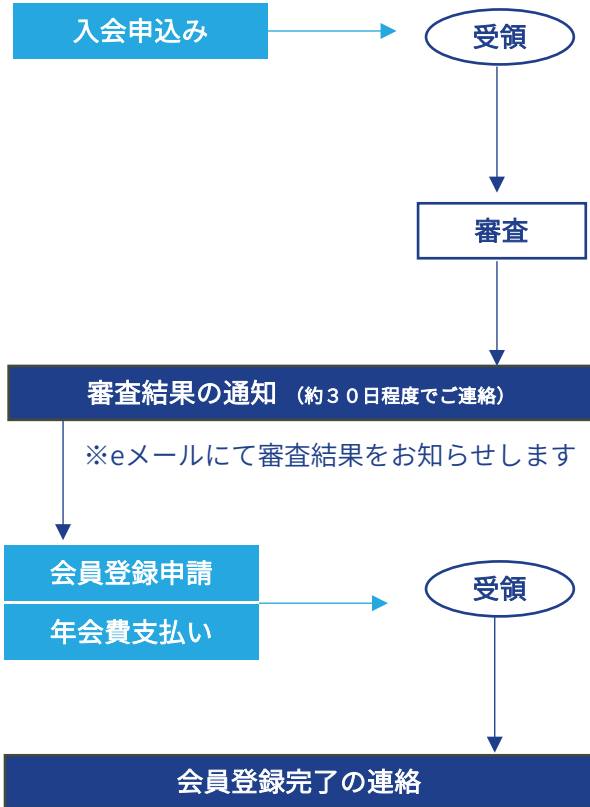 入会申込み
受領
審査
審査結果の通知 （約３０日程度でご連絡）
※eメールにて審査結果をお知らせします
会員登録申請
年会費支払い
受領
会員登録完了の連絡